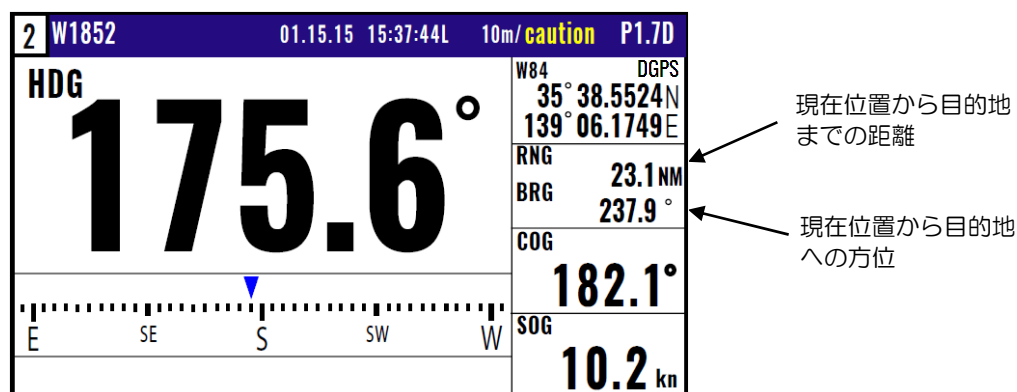 2 W1852 01.15.15 15:37:44L 10m/caution P1.7D
HDG
175.6°
E SE S SW W
W84 DGPS
35°38.5524N
139°06.1749E
RNG
23.1NM
BRG
237.9°
COG
182.1°
SOG
10.2kn
現在位置から目的地
までの距離
現在位置から目的地
への方位